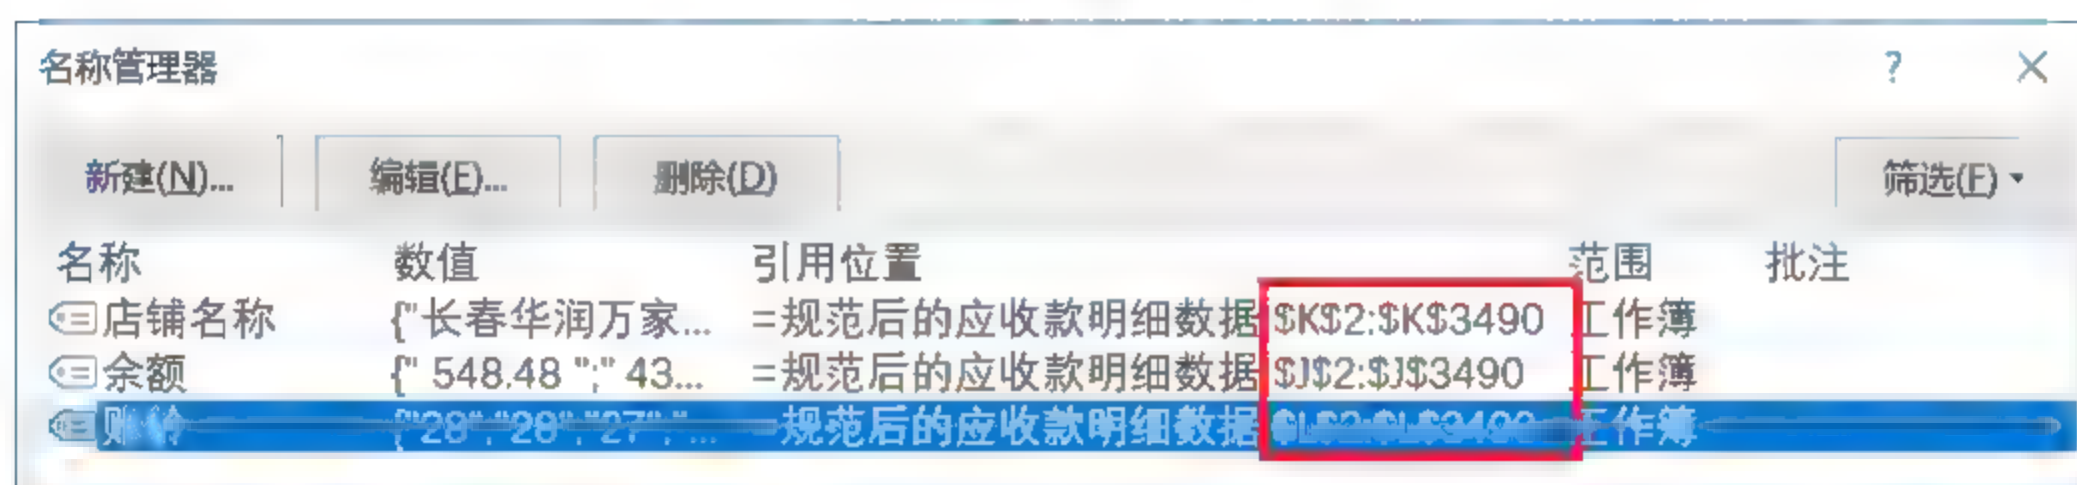 名称管理器 ? ×
新建(N)... 编辑(E)... 删除(D) 筛选(F)
名称 数值 引用位置 范围 批注
店铺名称 {"长春华润万家... =规范后的应收款明细数据 $K$2:$K$3490 工作簿
余额 {" 548.48 ";" 43... =规范后的应收款明细数据 $J$2:$J$3490 工作簿
{"28";"28";"27";"... =规范后的应收款明细数据 $L$2:$L$3490 工作簿